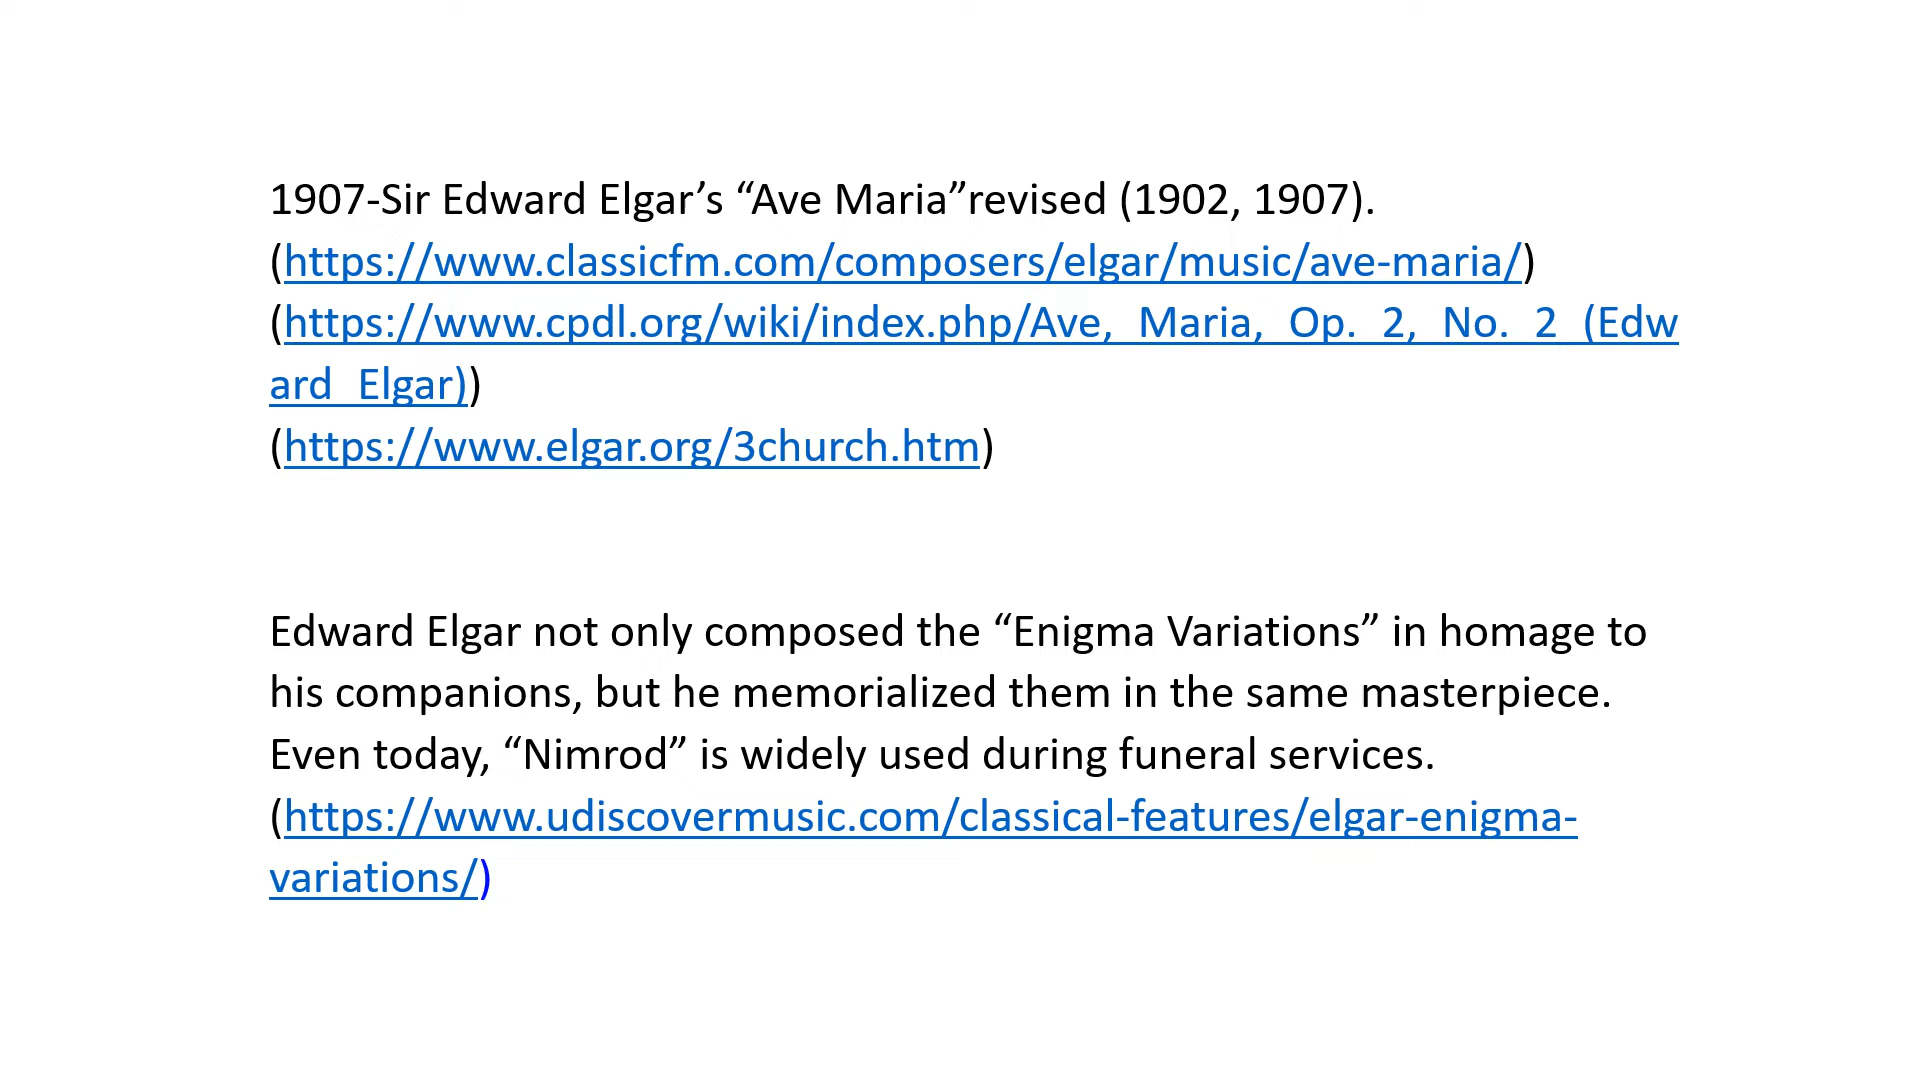 1907-Sir Edward Elgar’s “Ave Maria”revised (1902, 1907).
(https://www.classicfm.com/composers/elgar/music/ave-maria/)
(https://www.cpdl.org/wiki/index.php/Ave,_Maria,_Op._2,_No._2_(Edw
ard_Elgar))
(https://www.elgar.org/3church.htm)
Edward Elgar not only composed the “Enigma Variations” in homage to
his companions, but he memorialized them in the same masterpiece.
Even today, “Nimrod” is widely used during funeral services.
(https://www.udiscovermusic.com/classical-features/elgar-enigma-
variations/)